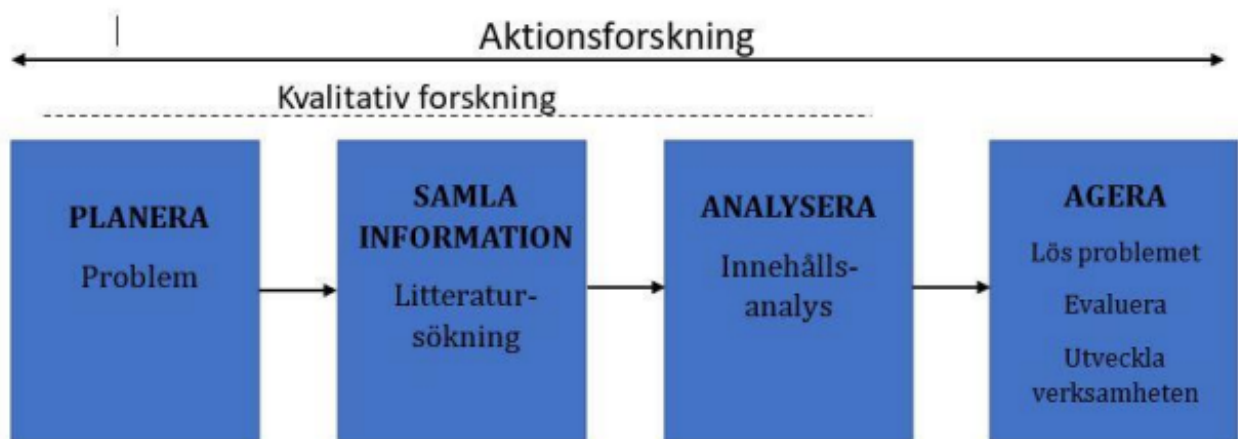 Aktionsforskning
Kvalitativ forskning
PLANERA
Problem
SAMLA
INFORMATION
Litteratur-
sökning
ANALYSERA
Innehålls-
analys
AGERA
Lös problemet
Evaluera
Utveckla
verksamheten